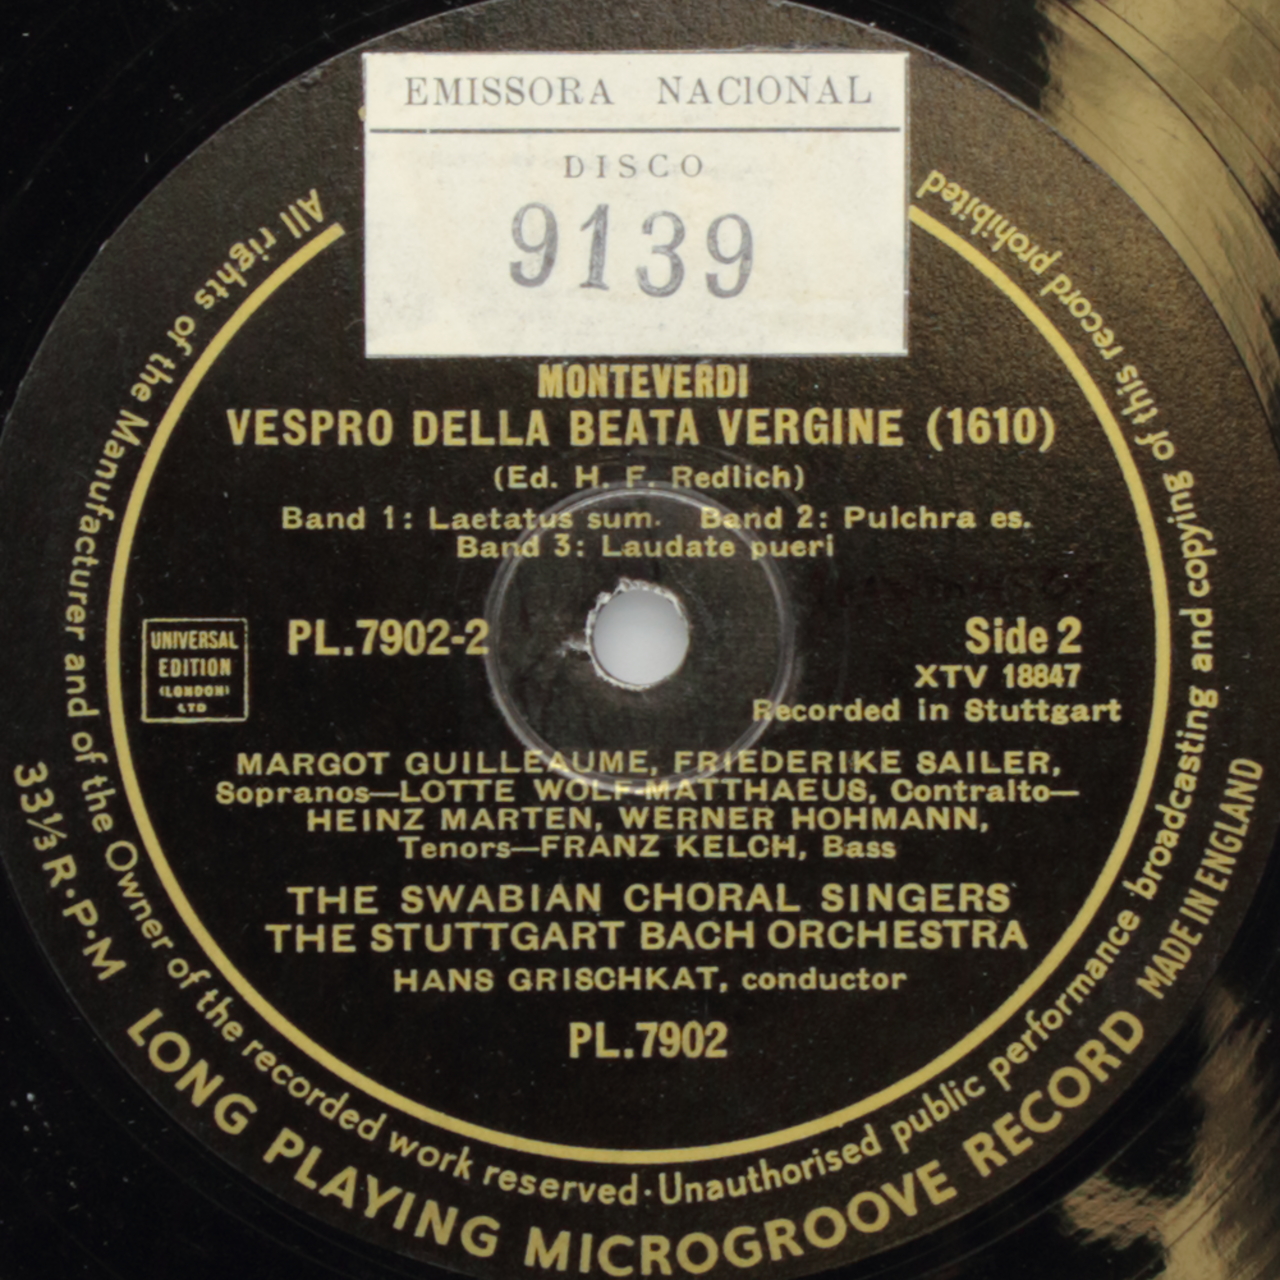 EMISSORA NACIONAL
DISCO
9139
MONTEVERDI
VESPRO DELLA BEATA VERGINE (1610)
(Ed. H. F. Redlich)
Band 1: Laetatus sum. Band 2: Pulchra es.
Band 3: Laudate pueri
UNIVERSAL
EDITION
(LONDON)
LTD
PL.7902-2
Side 2
XTV 18847
Recorded in Stuttgart
MARGOT GUILLEAUME, FRIEDERIKE SAILER,
Sopranos—LOTTE WOLF-MATTHAEUS, Contralto—
HEINZ MARTEN, WERNER HOHMANN,
Tenors—FRANZ KELCH, Bass
THE SWABIAN CHORAL SINGERS
THE STUTTGART BACH ORCHESTRA
HANS GRISCHKAT, conductor
PL.7902
All rights of the Manufacturer and of the Owner of the recorded work reserved·Unauthorised public performance broadcasting and copying of this record prohibited
33⅓ R·P·M LONG PLAYING MICROGROOVE RECORD MADE IN ENGLAND